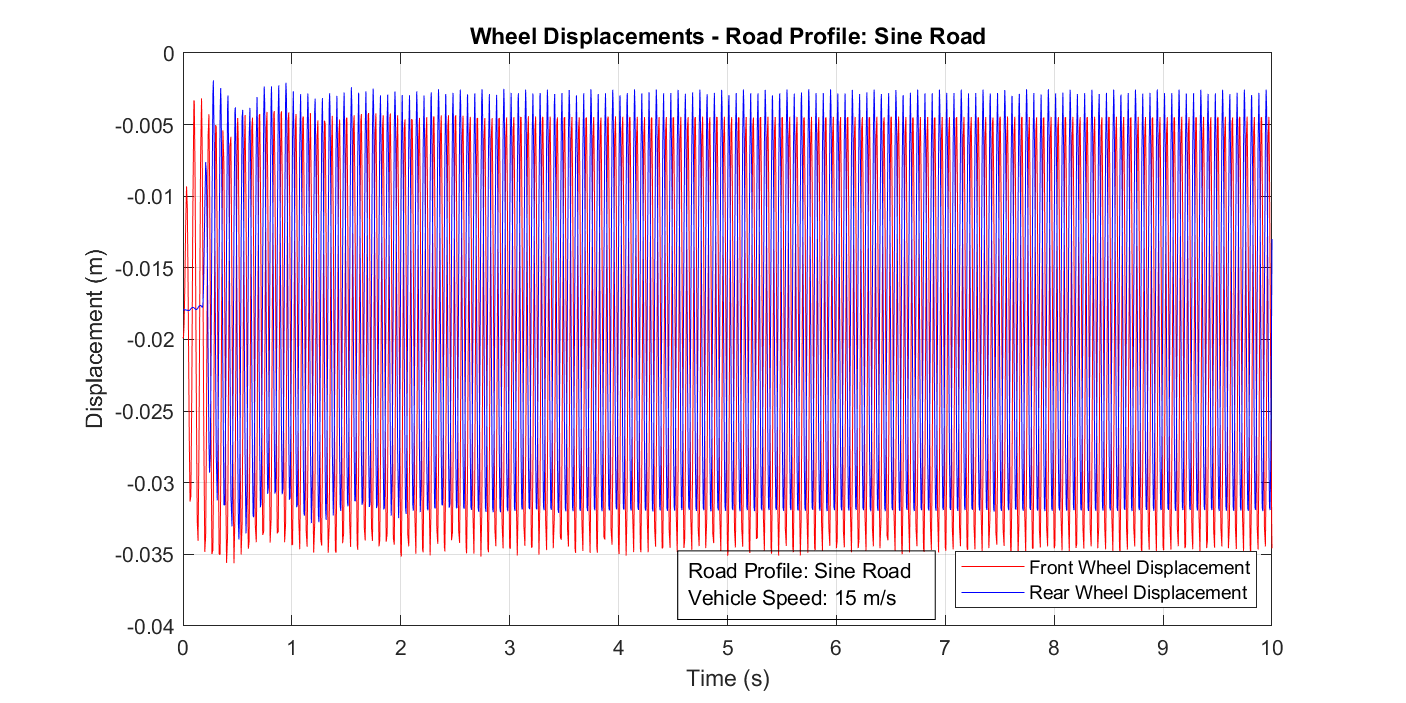 Wheel Displacements - Road Profile: Sine Road
0
-0.005
-0.01
-0.015
-0.02
-0.025
-0.03
-0.035
-0.04
Displacement (m)
Road Profile: Sine Road
Vehicle Speed: 15 m/s
Front Wheel Displacement
Rear Wheel Displacement
0 1 2 3 4 5 6 7 8 9 10
Time (s)